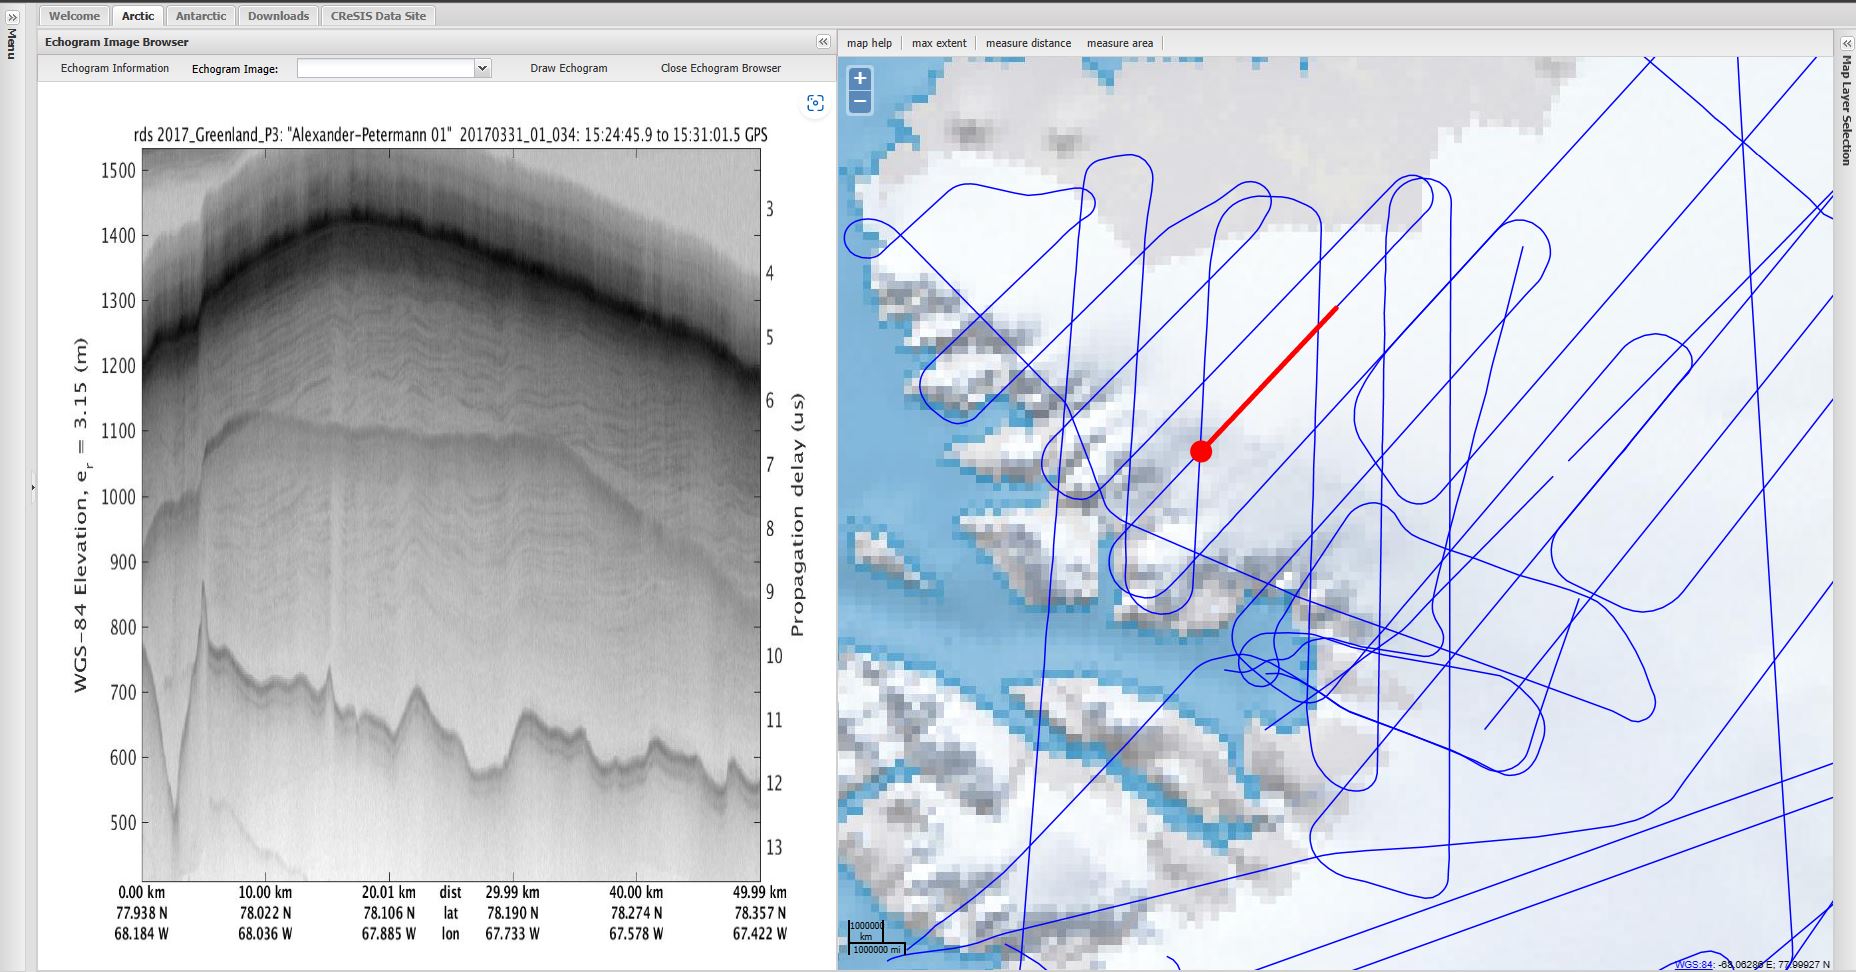 Welcome Arctic Antarctic Downloads CReSIS Data Site
Menu
Echogram Image Browser
Echogram Information Echogram Image: Draw Echogram Close Echogram Browser
map help max extent measure distance measure area
Map Layer Selection
+
−
rds 2017_Greenland_P3: "Alexander-Petermann 01" 20170331_01_034: 15:24:45.9 to 15:31:01.5 GPS
WGS-84 Elevation, e_r = 3.15 (m)
1500
1400
1300
1200
1100
1000
900
800
700
600
500
3
4
5
6
7
8
9
10
11
12
13
Propagation delay (us)
0.00 km 10.00 km 20.01 km dist 29.99 km 40.00 km 49.99 km
77.938 N 78.022 N 78.106 N lat 78.190 N 78.274 N 78.357 N
68.184 W 68.036 W 67.885 W lon 67.733 W 67.578 W 67.422 W
1000000
km
1000000 mi
WGS:84: -68.06286 E; 77.99927 N